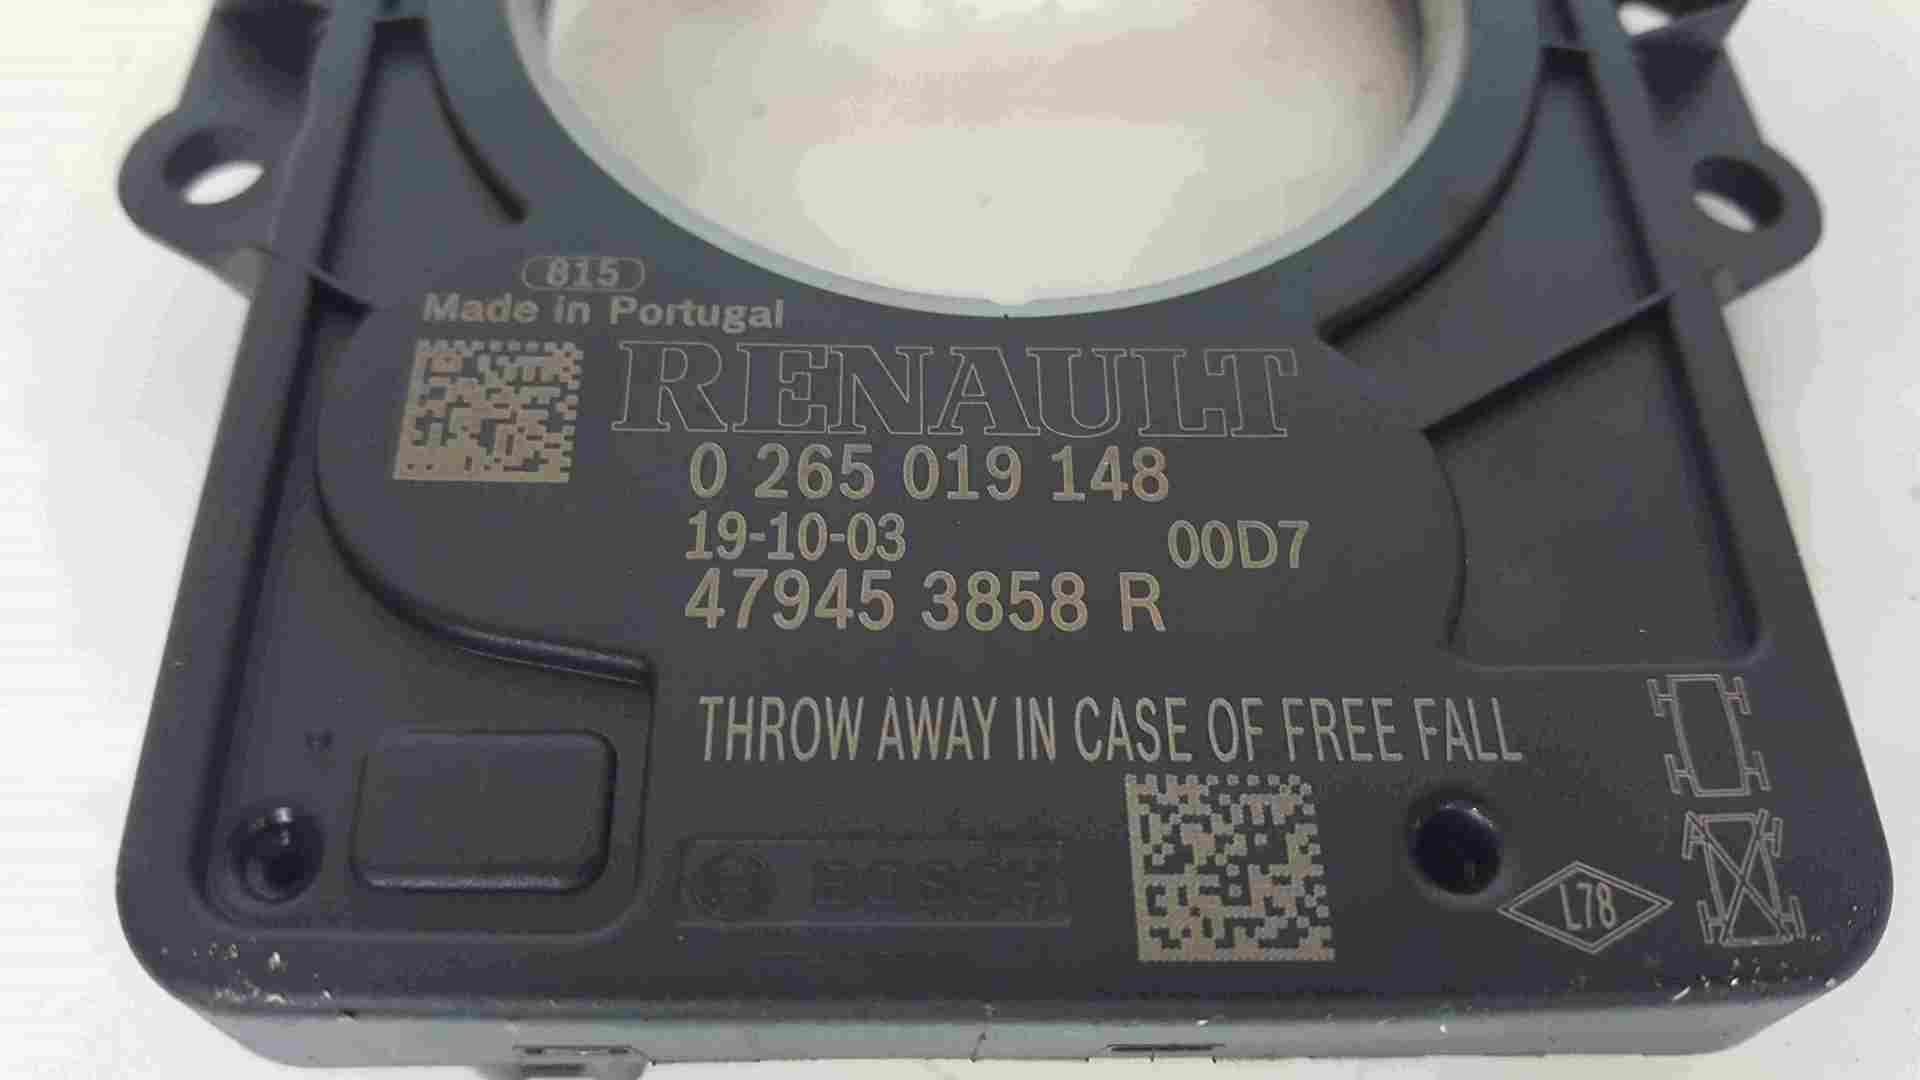 815
Made in Portugal
RENAULT
0 265 019 148
19-10-03 00D7
47945 3858 R
THROW AWAY IN CASE OF FREE FALL
BOSCH
L78